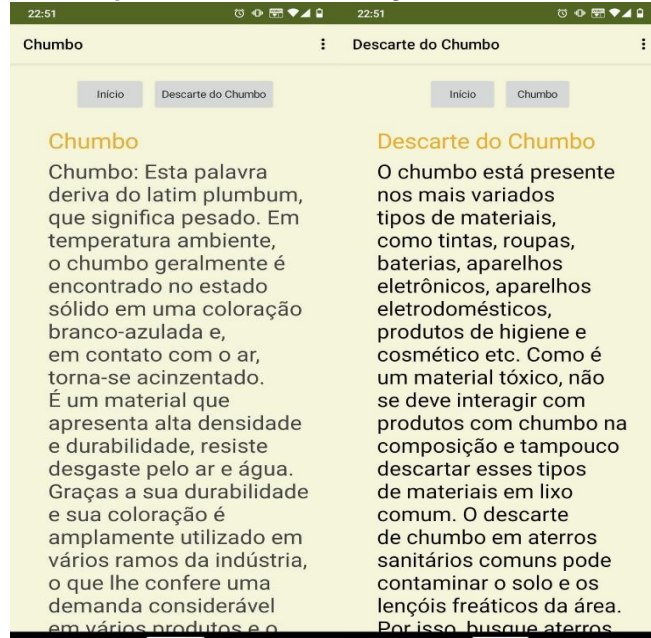 22:51
Chumbo
Início Descarte do Chumbo
Chumbo
Chumbo: Esta palavra
deriva do latim plumbum,
que significa pesado. Em
temperatura ambiente,
o chumbo geralmente é
encontrado no estado
sólido em uma coloração
branco-azulada e,
em contato com o ar,
torna-se acinzentado.
É um material que
apresenta alta densidade
e durabilidade, resiste
desgaste pelo ar e água.
Graças a sua durabilidade
e sua coloração é
amplamente utilizado em
vários ramos da indústria,
o que lhe confere uma
demanda considerável
em vários produtos e o
22:51
Descarte do Chumbo
Início Chumbo
Descarte do Chumbo
O chumbo está presente
nos mais variados
tipos de materiais,
como tintas, roupas,
baterias, aparelhos
eletrônicos, aparelhos
eletrodomésticos,
produtos de higiene e
cosmético etc. Como é
um material tóxico, não
se deve interagir com
produtos com chumbo na
composição e tampouco
descartar esses tipos
de materiais em lixo
comum. O descarte
de chumbo em aterros
sanitários comuns pode
contaminar o solo e os
lençóis freáticos da área.
Por isso, busque aterros